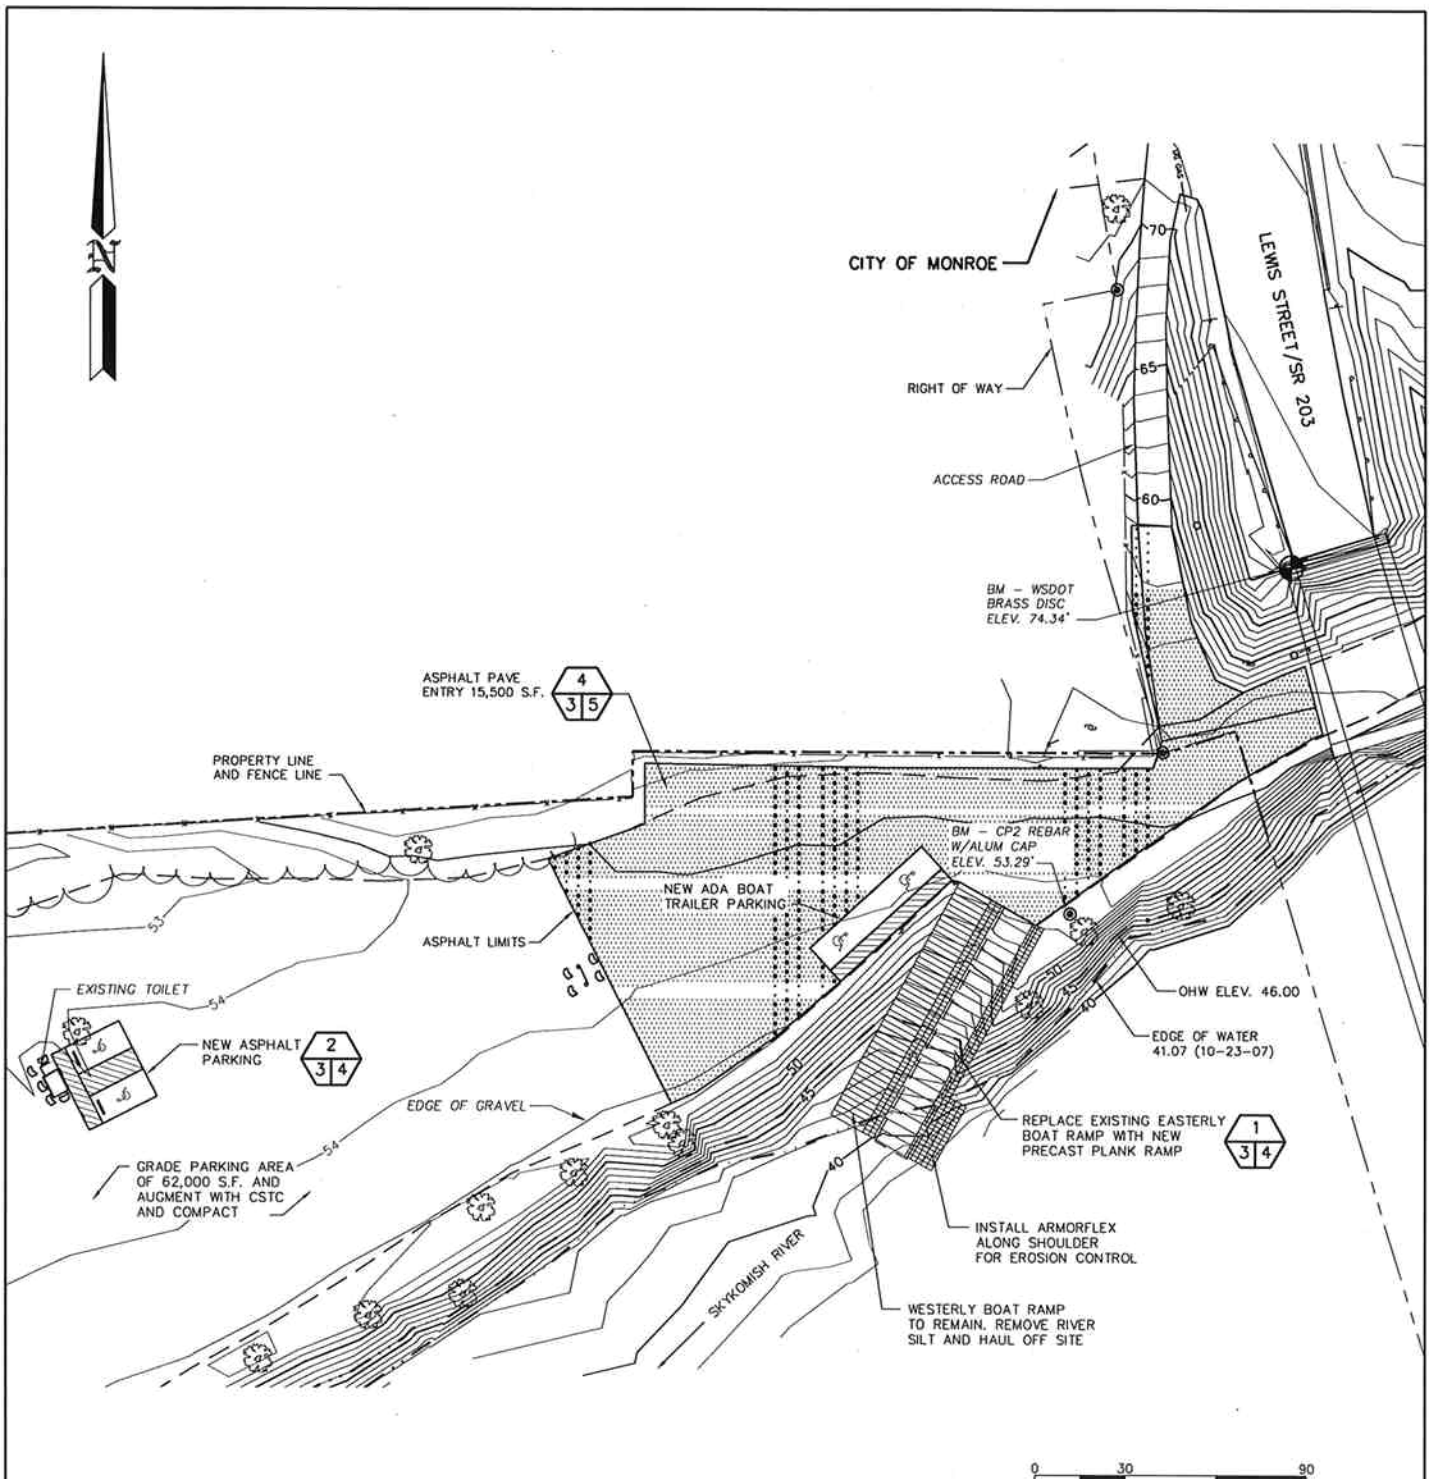 N
CITY OF MONROE
70
LEWIS STREET/SR 203
RIGHT OF WAY
65
ACCESS ROAD
60
BM - WSDOT
BRASS DISC
ELEV. 74.34'
ASPHALT PAVE
ENTRY 15,500 S.F.
4
3 5
PROPERTY LINE
AND FENCE LINE
BM - CP2 REBAR
W/ALUM CAP
ELEV. 53.29'
NEW ADA BOAT
TRAILER PARKING
53
ASPHALT LIMITS
50
45
40
OHW ELEV. 46.00
EXISTING TOILET
54
EDGE OF WATER
41.07 (10-23-07)
NEW ASPHALT
PARKING
2
3 4
50
45
EDGE OF GRAVEL
REPLACE EXISTING EASTERLY
BOAT RAMP WITH NEW
PRECAST PLANK RAMP
1
3 4
54
40
GRADE PARKING AREA
OF 62,000 S.F. AND
AUGMENT WITH CSTC
AND COMPACT
INSTALL ARMORFLEX
ALONG SHOULDER
FOR EROSION CONTROL
SKYKOMISH RIVER
WESTERLY BOAT RAMP
TO REMAIN. REMOVE RIVER
SILT AND HAUL OFF SITE
0 30 90